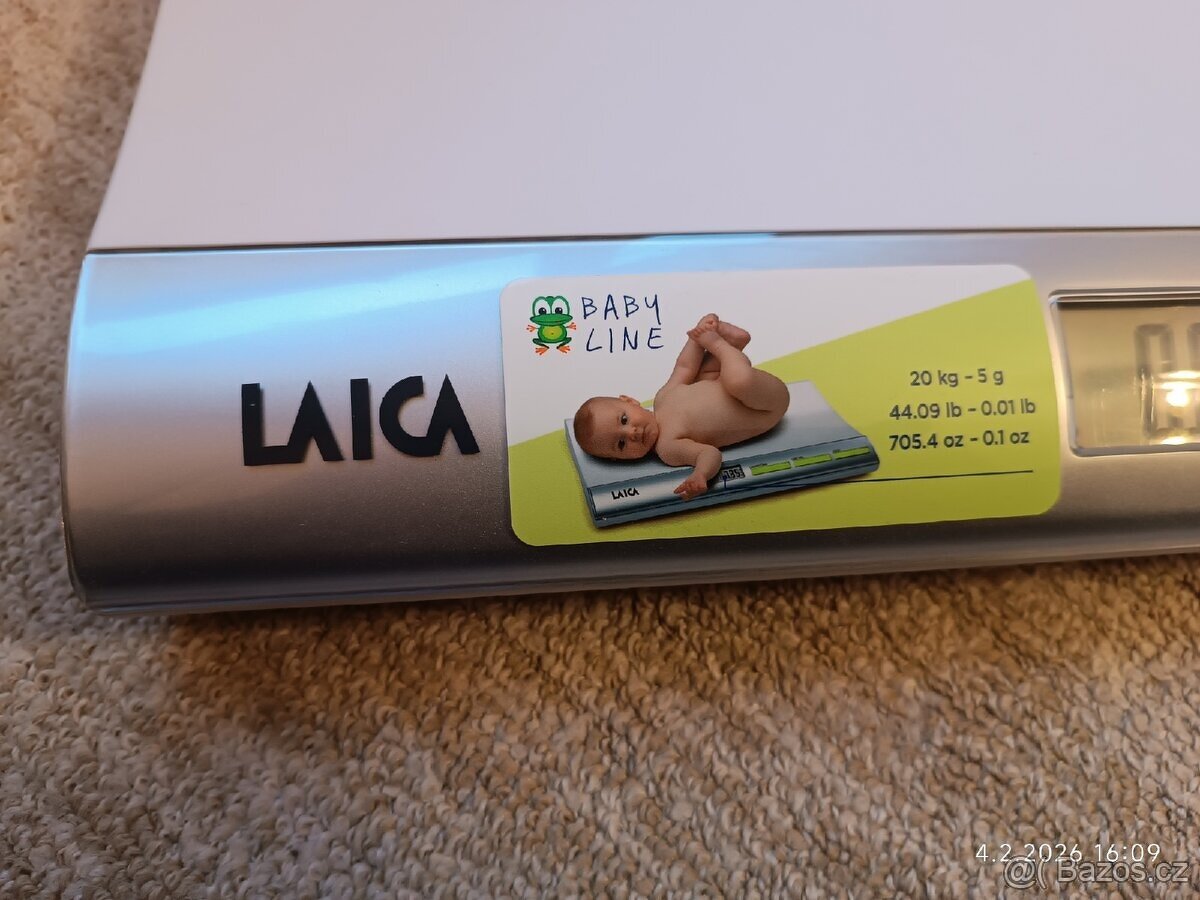 BABY
LINE
LAICA
20 kg - 5 g
44.09 lb - 0.01 lb
705.4 oz - 0.1 oz
LAICA
4.2.2026 16:09
Bazos.cz